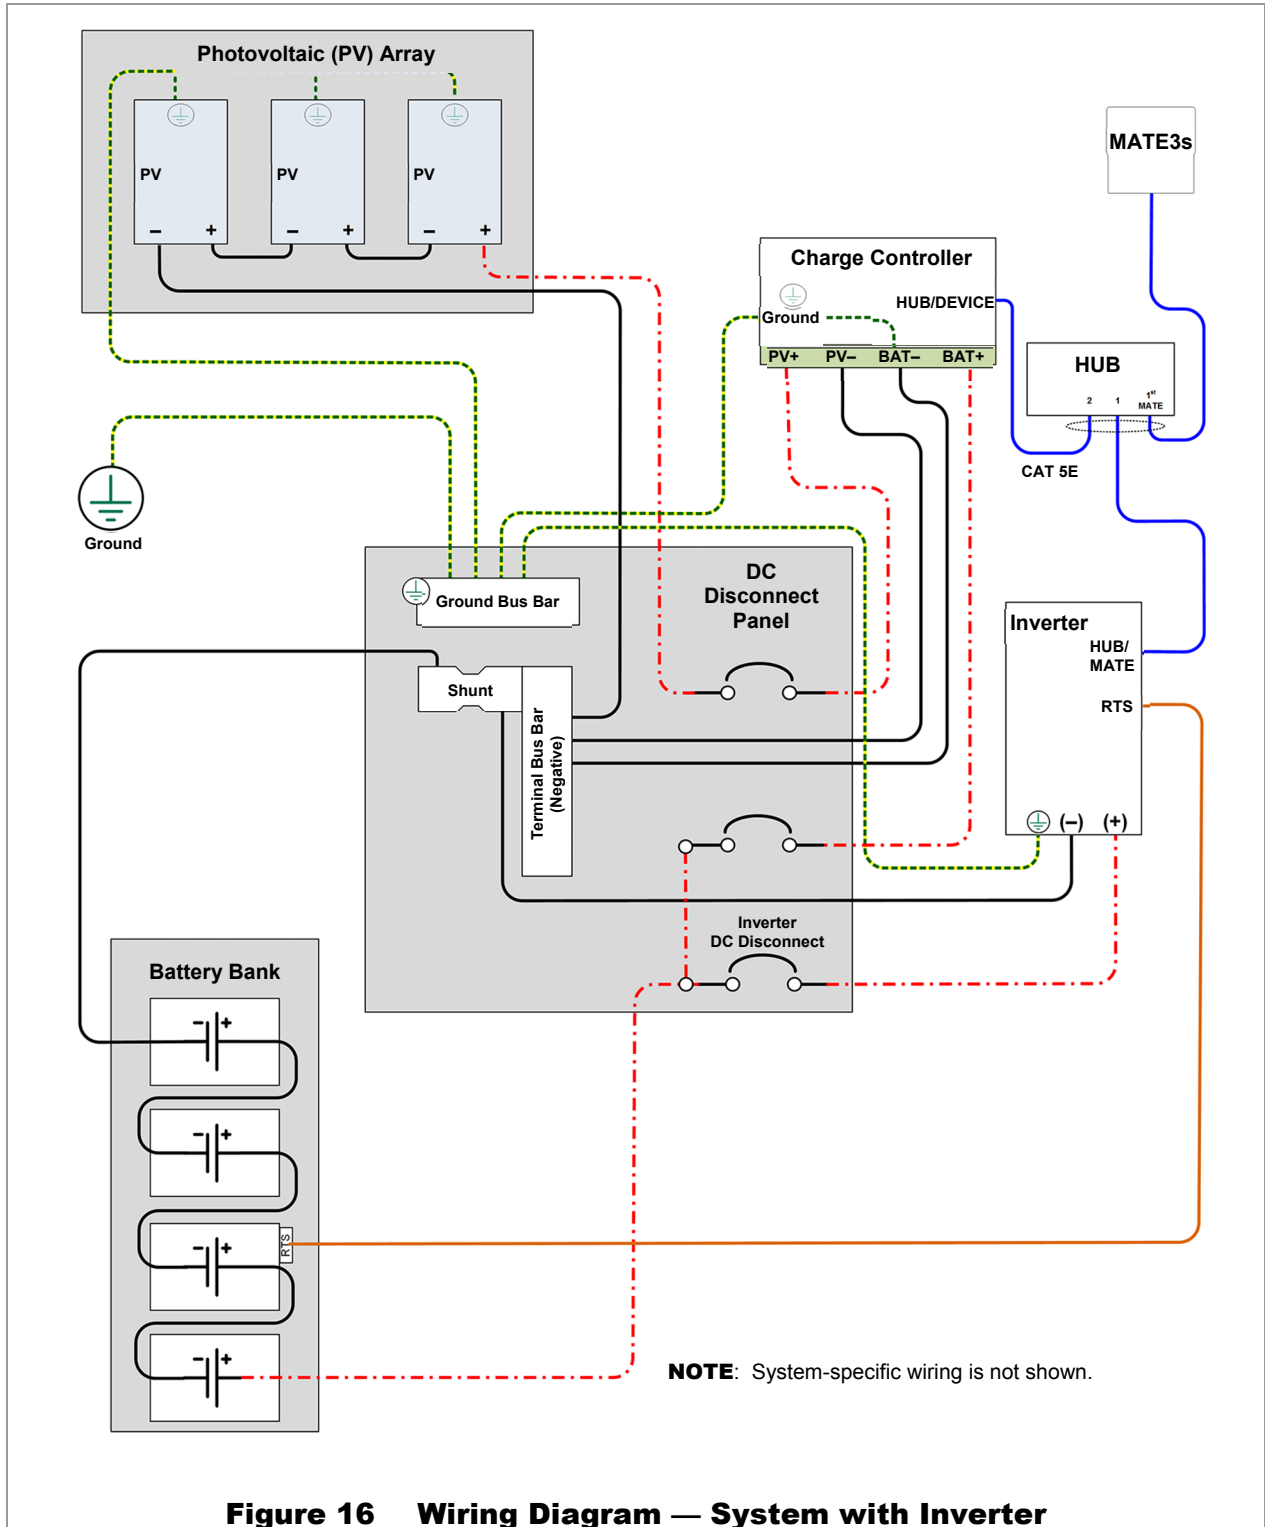 Photovoltaic (PV) Array
PV
PV
PV
– +
– +
– +
MATE3s
Charge Controller
HUB/DEVICE
Ground
PV+ PV– BAT– BAT+
HUB
2 1 1st MATE
CAT 5E
Ground
DC
Disconnect
Panel
Ground Bus Bar
Shunt
Terminal Bus Bar
(Negative)
Inverter
HUB/
MATE
RTS
(–) (+)
Inverter
DC Disconnect
Battery Bank
- +
- +
- +
RTS
- +
NOTE: System-specific wiring is not shown.
Figure 16 Wiring Diagram — System with Inverter